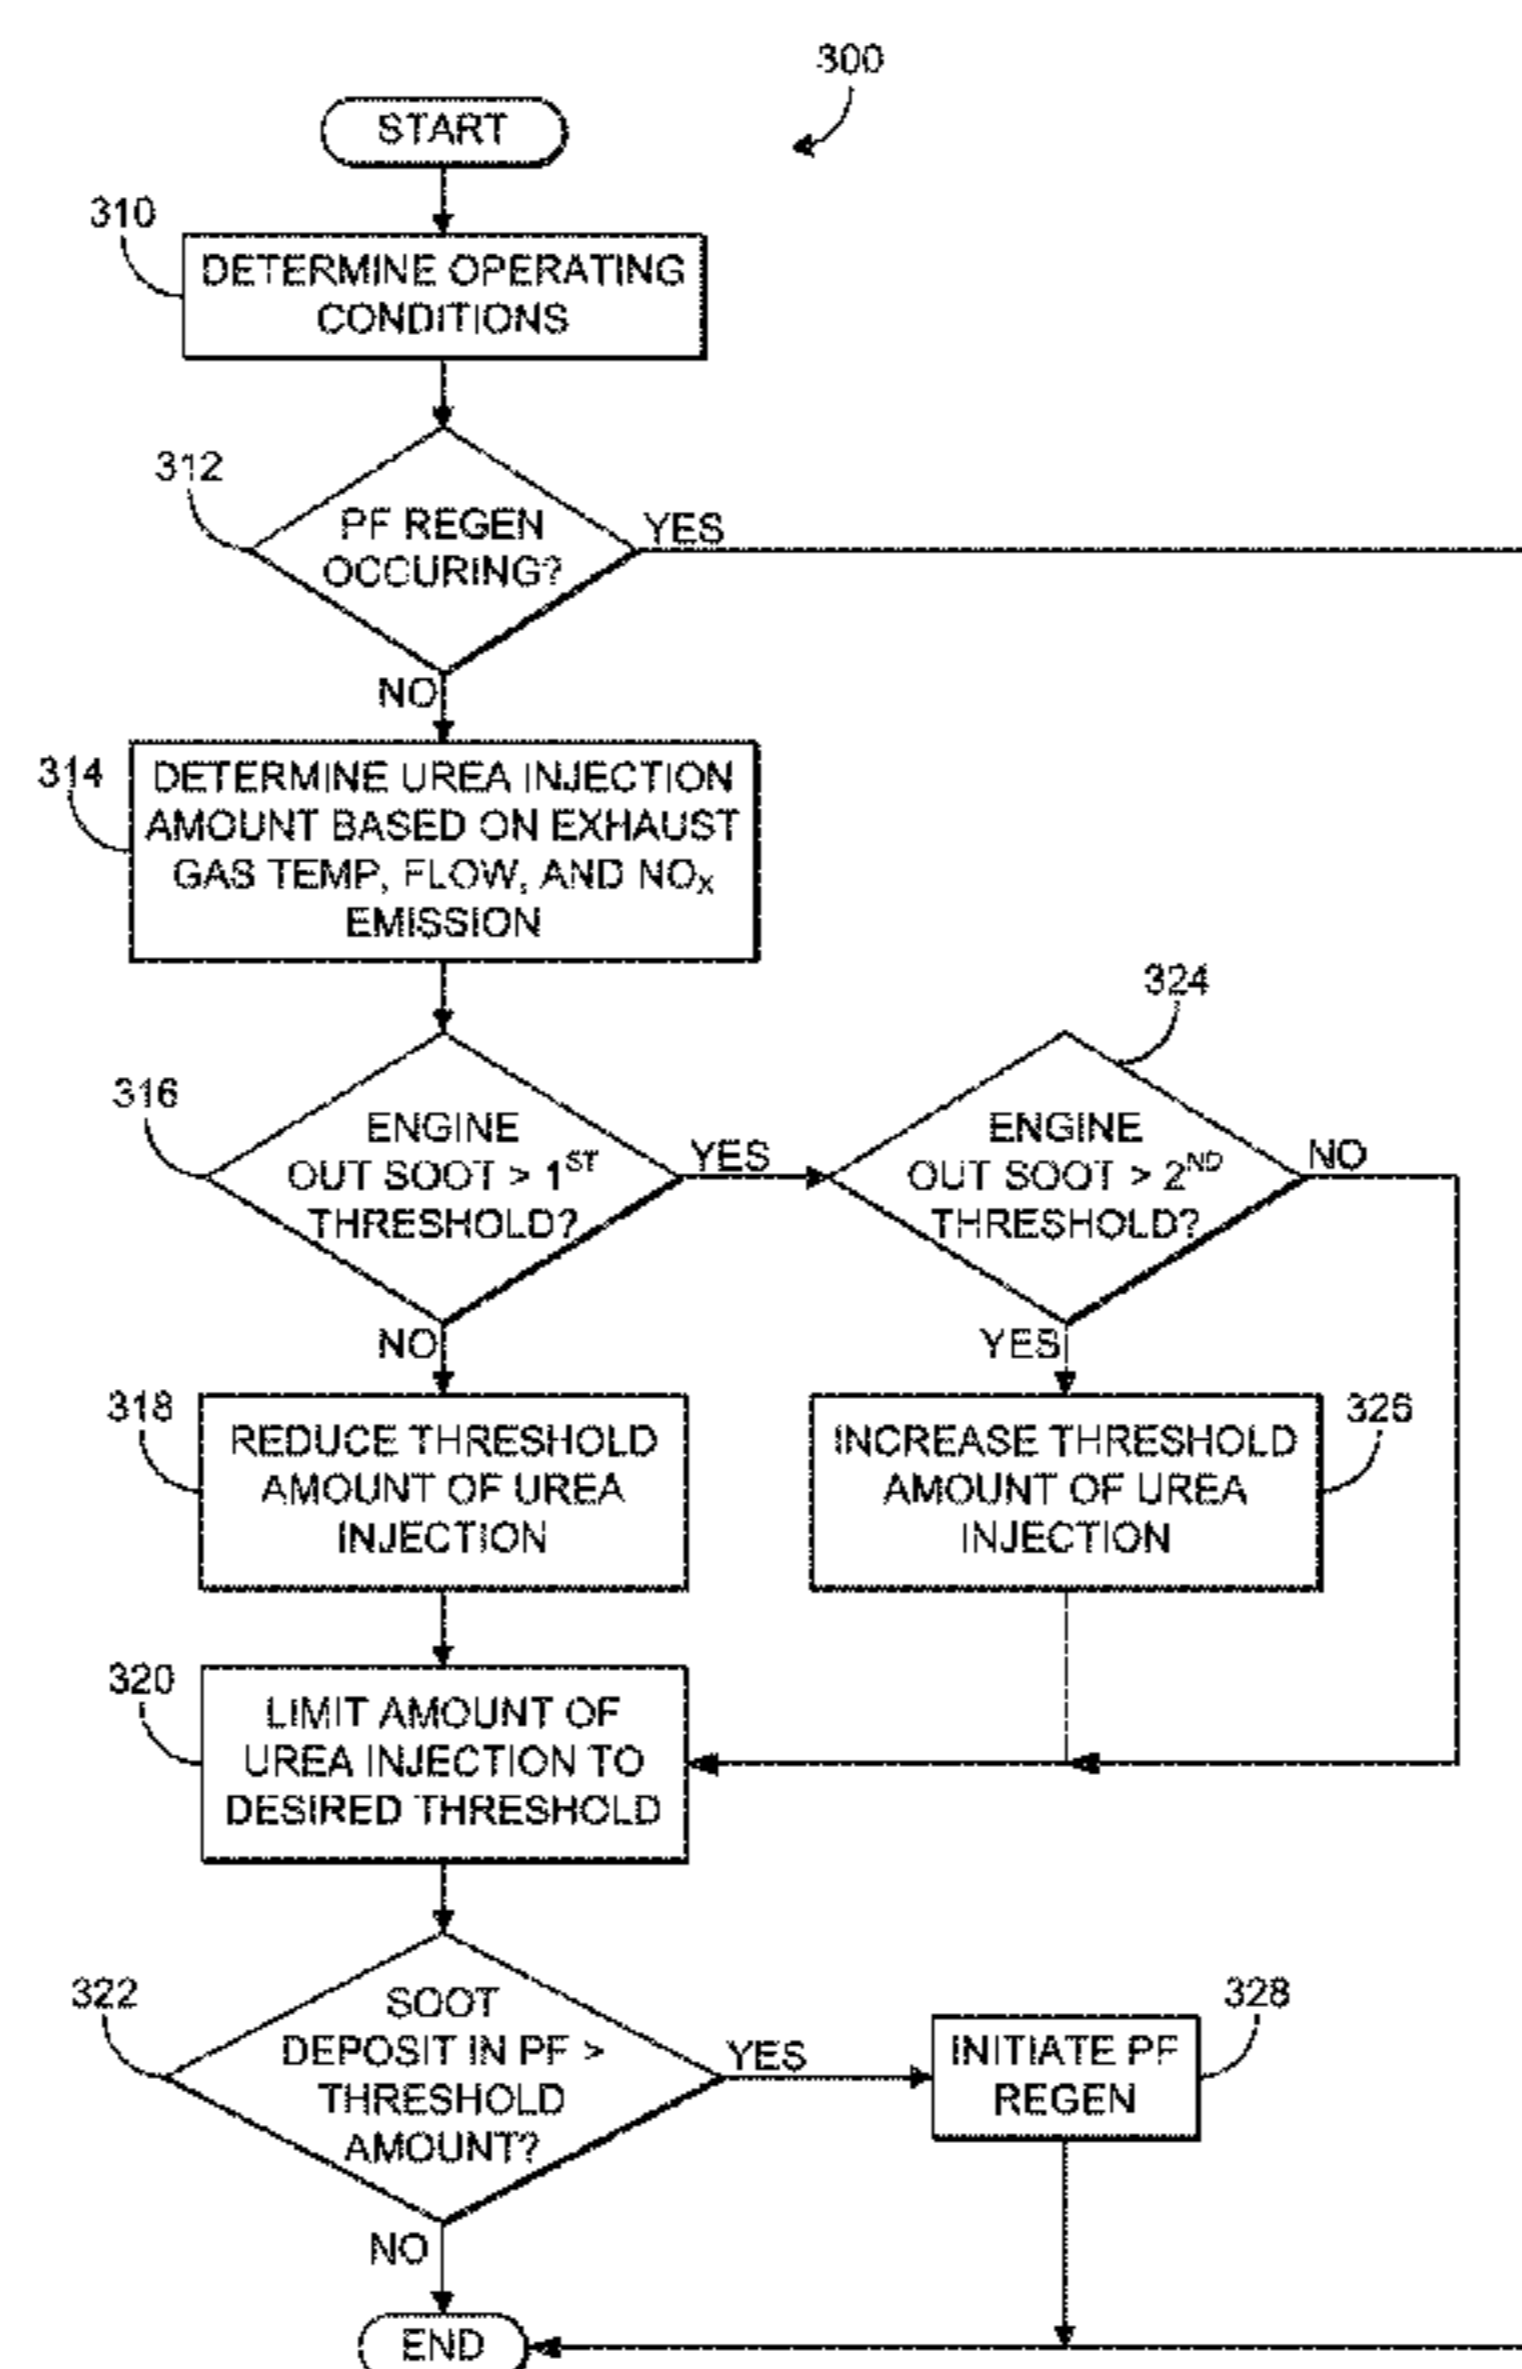 300
START
310
DETERMINE OPERATING
CONDITIONS
312
PF REGEN
OCCURING?
YES
NO
314
DETERMINE UREA INJECTION
AMOUNT BASED ON EXHAUST
GAS TEMP, FLOW, AND NOX
EMISSION
324
316
ENGINE
OUT SOOT > 1ST
THRESHOLD?
YES
ENGINE
OUT SOOT > 2ND
THRESHOLD?
NO
NO
YES
318
REDUCE THRESHOLD
AMOUNT OF UREA
INJECTION
INCREASE THRESHOLD
AMOUNT OF UREA
INJECTION
326
320
LIMIT AMOUNT OF
UREA INJECTION TO
DESIRED THRESHOLD
322
SOOT
DEPOSIT IN PF >
THRESHOLD
AMOUNT?
YES
INITIATE PF
REGEN
328
NO
END